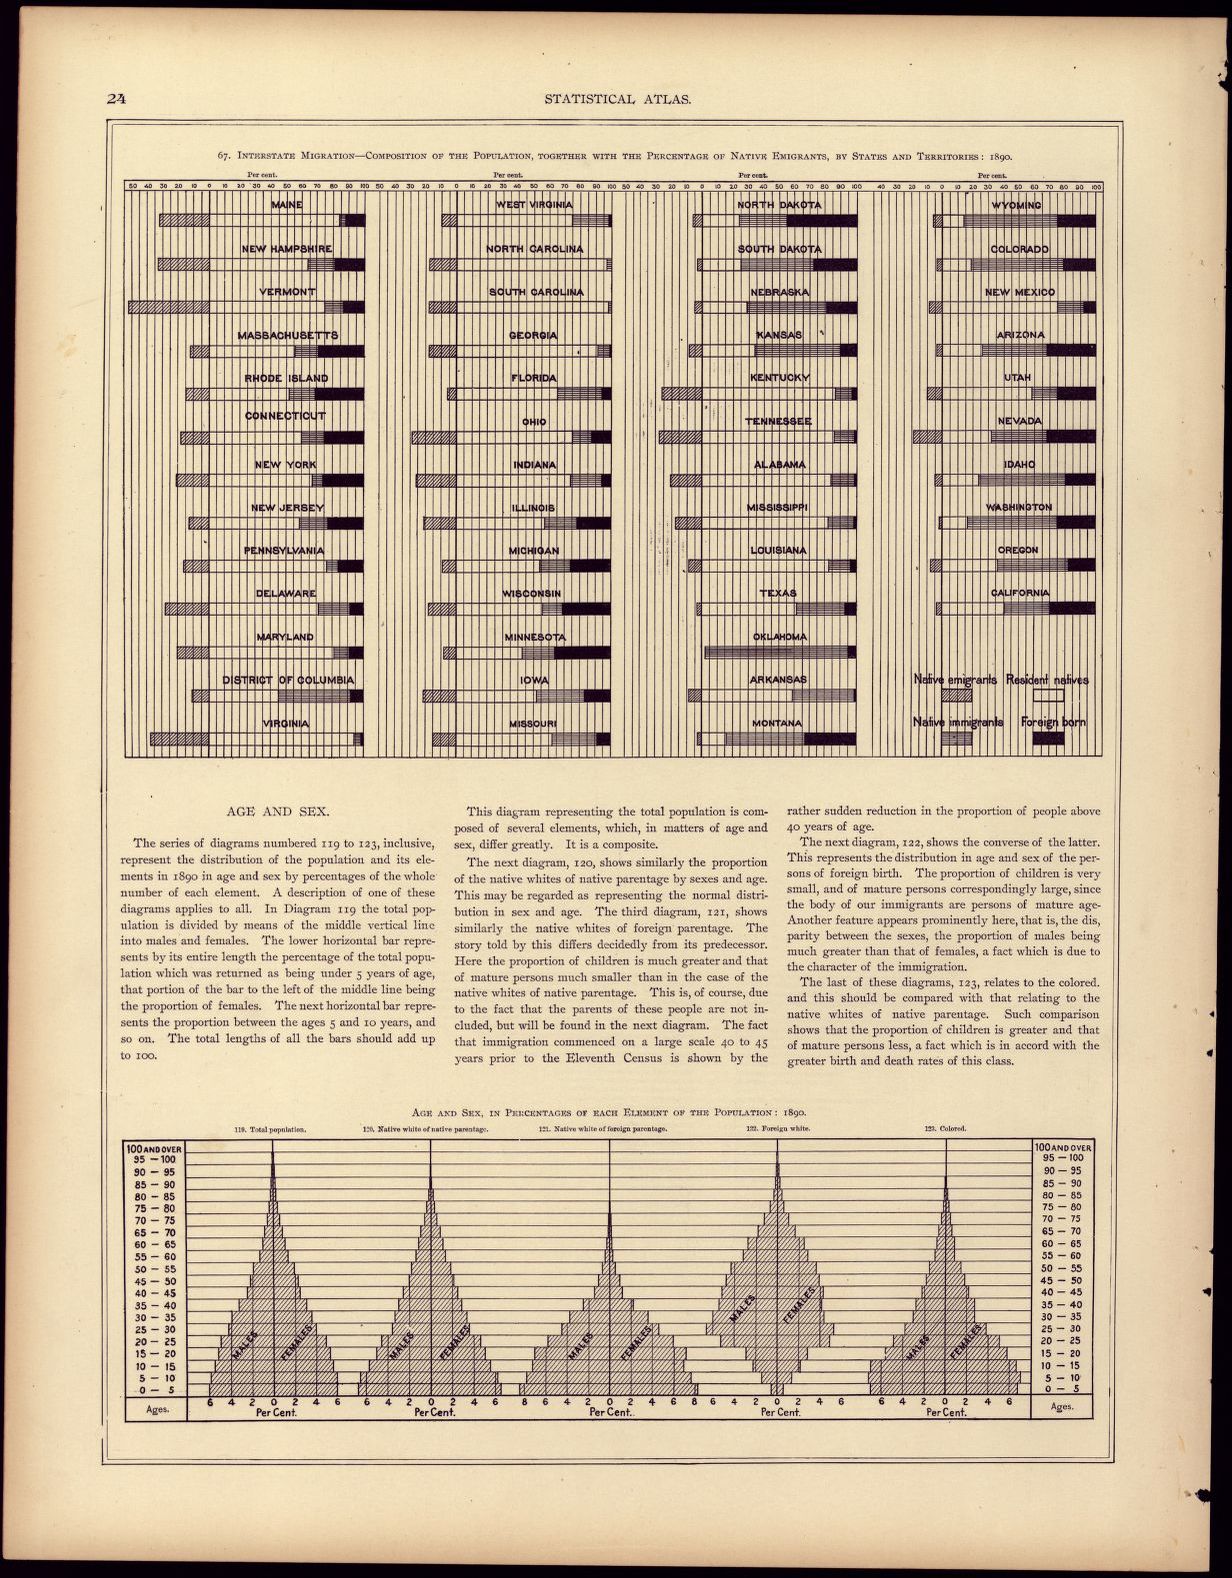 24
STATISTICAL ATLAS.
67. INTERSTATE MIGRATION—COMPOSITION OF THE POPULATION, TOGETHER WITH THE PERCENTAGE OF NATIVE EMIGRANTS, BY STATES AND TERRITORIES: 1890.
Per cent. Per cent. Per cent. Per cent.
50 40 30 20 10 0 10 20 30 40 50 60 70 80 90 100 50 40 30 20 10 0 10 20 30 40 50 60 70 80 90 100 50 40 30 20 10 0 10 20 30 40 50 60 70 80 90 100 40 30 20 10 0 10 20 30 40 50 60 70 80 90 100
MAINE
NEW HAMPSHIRE
VERMONT
MASSACHUSETTS
RHODE ISLAND
CONNECTICUT
NEW YORK
NEW JERSEY
PENNSYLVANIA
DELAWARE
MARYLAND
DISTRICT OF COLUMBIA
VIRGINIA
WEST VIRGINIA
NORTH CAROLINA
SOUTH CAROLINA
GEORGIA
FLORIDA
OHIO
INDIANA
ILLINOIS
MICHIGAN
WISCONSIN
MINNESOTA
IOWA
MISSOURI
NORTH DAKOTA
SOUTH DAKOTA
NEBRASKA
KANSAS
KENTUCKY
TENNESSEE
ALABAMA
MISSISSIPPI
LOUISIANA
TEXAS
OKLAHOMA
ARKANSAS
MONTANA
WYOMING
COLORADO
NEW MEXICO
ARIZONA
UTAH
NEVADA
IDAHO
WASHINGTON
OREGON
CALIFORNIA
Native emigrants Resident natives
Native immigrants Foreign born
AGE AND SEX.
The series of diagrams numbered 119 to 123, inclusive,
represent the distribution of the population and its ele-
ments in 1890 in age and sex by percentages of the whole
number of each element. A description of one of these
diagrams applies to all. In Diagram 119 the total pop-
ulation is divided by means of the middle vertical line
into males and females. The lower horizontal bar repre-
sents by its entire length the percentage of the total popu-
lation which was returned as being under 5 years of age,
that portion of the bar to the left of the middle line being
the proportion of females. The next horizontal bar repre-
sents the proportion between the ages 5 and 10 years, and
so on. The total lengths of all the bars should add up
to 100.
This diagram representing the total population is com-
posed of several elements, which, in matters of age and
sex, differ greatly. It is a composite.
The next diagram, 120, shows similarly the proportion
of the native whites of native parentage by sexes and age.
This may be regarded as representing the normal distri-
bution in sex and age. The third diagram, 121, shows
similarly the native whites of foreign parentage. The
story told by this differs decidedly from its predecessor.
Here the proportion of children is much greater and that
of mature persons much smaller than in the case of the
native whites of native parentage. This is, of course, due
to the fact that the parents of these people are not in-
cluded, but will be found in the next diagram. The fact
that immigration commenced on a large scale 40 to 45
years prior to the Eleventh Census is shown by the
rather sudden reduction in the proportion of people above
40 years of age.
The next diagram, 122, shows the converse of the latter.
This represents the distribution in age and sex of the per-
sons of foreign birth. The proportion of children is very
small, and of mature persons correspondingly large, since
the body of our immigrants are persons of mature age-
Another feature appears prominently here, that is, the dis,
parity between the sexes, the proportion of males being
much greater than that of females, a fact which is due to
the character of the immigration.
The last of these diagrams, 123, relates to the colored.
and this should be compared with that relating to the
native whites of native parentage. Such comparison
shows that the proportion of children is greater and that
of mature persons less, a fact which is in accord with the
greater birth and death rates of this class.
AGE AND SEX, IN PERCENTAGES OF EACH ELEMENT OF THE POPULATION: 1890.
119. Total population. 120. Native white of native parentage. 121. Native white of foreign parentage. 122. Foreign white. 123. Colored.
100 AND OVER
95 — 100
90 — 95
85 — 90
80 — 85
75 — 80
70 — 75
65 — 70
60 — 65
55 — 60
50 — 55
45 — 50
40 — 45
35 — 40
30 — 35
25 — 30
20 — 25
15 — 20
10 — 15
5 — 10
0 — 5
Ages.
MALES FEMALES
MALES FEMALES
MALES FEMALES
MALES FEMALES
MALES FEMALES
6 4 2 0 2 4 6 6 4 2 0 2 4 6 8 6 4 2 0 2 4 6 8 6 4 2 0 2 4 6 6 4 2 0 2 4 6
Per Cent. Per Cent. Per Cent. Per Cent. Per Cent.
100 AND OVER
95 — 100
90 — 95
85 — 90
80 — 85
75 — 80
70 — 75
65 — 70
60 — 65
55 — 60
50 — 55
45 — 50
40 — 45
35 — 40
30 — 35
25 — 30
20 — 25
15 — 20
10 — 15
5 — 10
0 — 5
Ages.